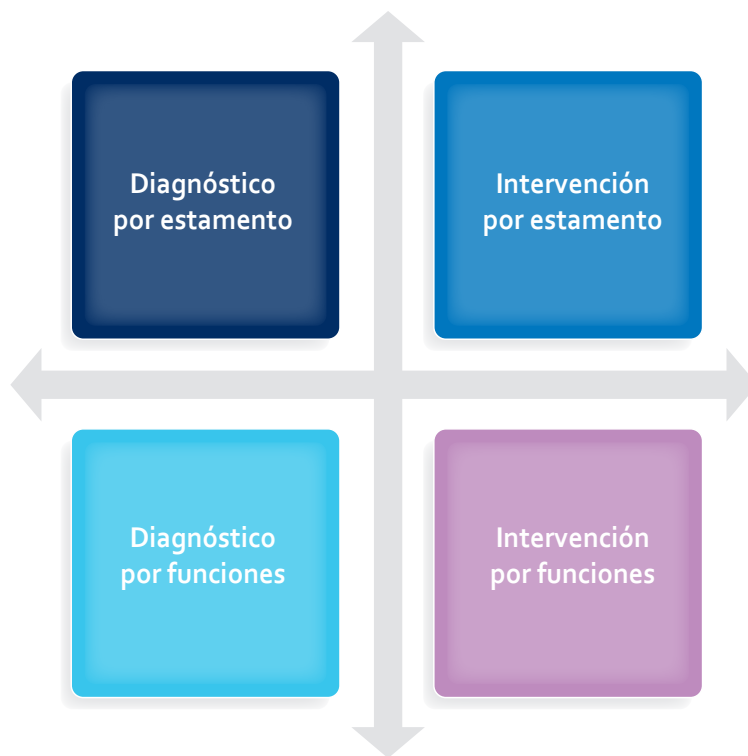 Diagnóstico
por estamento
Intervención
por estamento
Diagnóstico
por funciones
Intervención
por funciones